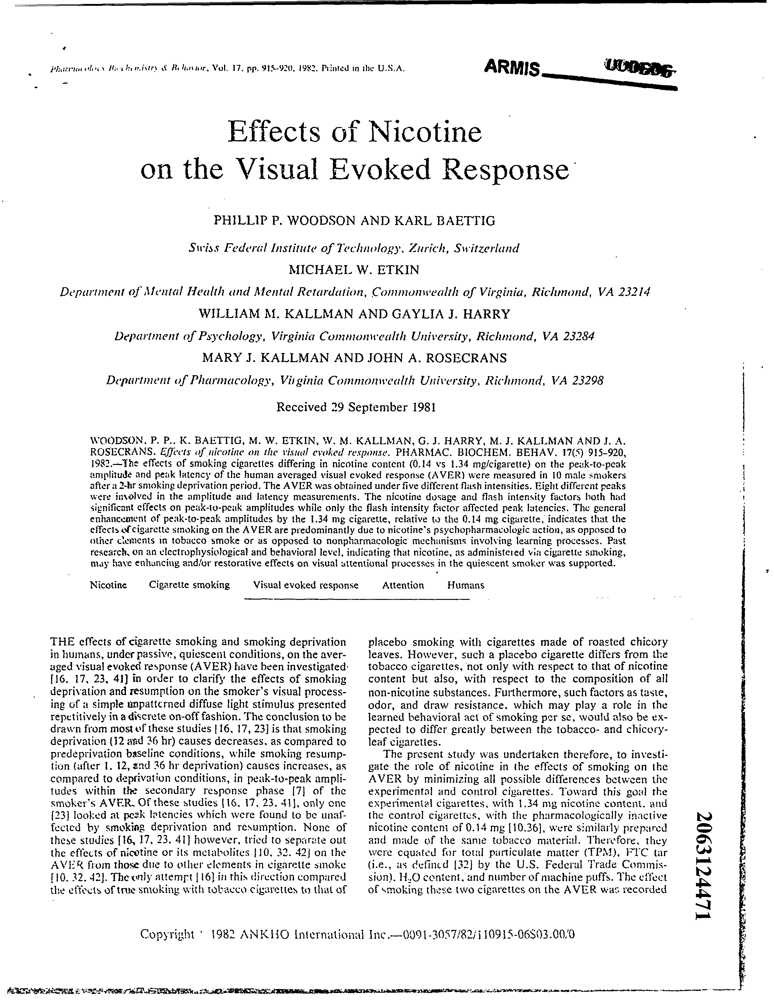 Pharmacology Biochemistry & Behavior, Vol. 17, pp. 915–920, 1982. Printed in the U.S.A.
ARMIS
Effects of Nicotine
on the Visual Evoked Response
PHILLIP P. WOODSON AND KARL BAETTIG
Swiss Federal Institute of Technology, Zurich, Switzerland
MICHAEL W. ETKIN
Department of Mental Health and Mental Retardation, Commonwealth of Virginia, Richmond, VA 23214
WILLIAM M. KALLMAN AND GAYLIA J. HARRY
Department of Psychology, Virginia Commonwealth University, Richmond, VA 23284
MARY J. KALLMAN AND JOHN A. ROSECRANS
Department of Pharmacology, Virginia Commonwealth University, Richmond, VA 23298
Received 29 September 1981
WOODSON, P. P., K. BAETTIG, M. W. ETKIN, W. M. KALLMAN, G. J. HARRY, M. J. KALLMAN AND J. A.
ROSECRANS. Effects of nicotine on the visual evoked response. PHARMAC. BIOCHEM. BEHAV. 17(5) 915–920,
1982.—The effects of smoking cigarettes differing in nicotine content (0.14 vs 1.34 mg/cigarette) on the peak-to-peak
amplitude and peak latency of the human averaged visual evoked response (AVER) were measured in 10 male smokers
after a 2-hr smoking deprivation period. The AVER was obtained under five different flash intensities. Eight different peaks
were involved in the amplitude and latency measurements. The nicotine dosage and flash intensity factors both had
significant effects on peak-to-peak amplitudes while only the flash intensity factor affected peak latencies. The general
enhancement of peak-to-peak amplitudes by the 1.34 mg cigarette, relative to the 0.14 mg cigarette, indicates that the
effects of cigarette smoking on the AVER are predominantly due to nicotine's psychopharmacologic action, as opposed to
other elements in tobacco smoke or as opposed to nonpharmacologic mechanisms involving learning processes. Past
research, on an electrophysiological and behavioral level, indicating that nicotine, as administered via cigarette smoking,
may have enhancing and/or restorative effects on visual attentional processes in the quiescent smoker was supported.
Nicotine Cigarette smoking Visual evoked response Attention Humans
THE effects of cigarette smoking and smoking deprivation
in humans, under passive, quiescent conditions, on the aver-
aged visual evoked response (AVER) have been investigated
[16, 17, 23, 41] in order to clarify the effects of smoking
deprivation and resumption on the smoker's visual process-
ing of a simple unpatterned diffuse light stimulus presented
repetitively in a discrete on-off fashion. The conclusion to be
drawn from most of these studies [16, 17, 23] is that smoking
deprivation (12 and 36 hr) causes decreases, as compared to
predeprivation baseline conditions, while smoking resump-
tion (after 1, 12, and 36 hr deprivation) causes increases, as
compared to deprivation conditions, in peak-to-peak ampli-
tudes within the secondary response phase [7] of the
smoker's AVER. Of these studies [16, 17, 23, 41], only one
[23] looked at peak latencies which were found to be unaf-
fected by smoking deprivation and resumption. None of
these studies [16, 17, 23, 41] however, tried to separate out
the effects of nicotine or its metabolites [10, 32, 42] on the
AVER from those due to other elements in cigarette smoke
[10, 32, 42]. The only attempt [16] in this direction compared
the effects of true smoking with tobacco cigarettes to that of
placebo smoking with cigarettes made of roasted chicory
leaves. However, such a placebo cigarette differs from the
tobacco cigarettes, not only with respect to that of nicotine
content but also, with respect to the composition of all
non-nicotine substances. Furthermore, such factors as taste,
odor, and draw resistance, which may play a role in the
learned behavioral act of smoking per se, would also be ex-
pected to differ greatly between the tobacco- and chicory-
leaf cigarettes.
The present study was undertaken therefore, to investi-
gate the role of nicotine in the effects of smoking on the
AVER by minimizing all possible differences between the
experimental and control cigarettes. Toward this goal the
experimental cigarettes, with 1.34 mg nicotine content, and
the control cigarettes, with the pharmacologically inactive
nicotine content of 0.14 mg [10,36], were similarly prepared
and made of the same tobacco material. Therefore, they
were equated for total particulate matter (TPM), FTC tar
(i.e., as defined [32] by the U.S. Federal Trade Commis-
sion), H₂O content, and number of machine puffs. The effect
of smoking these two cigarettes on the AVER was recorded
2063124471
Copyright 1982 ANKHO International Inc.—0091-3057/82/110915-06$03.00/0